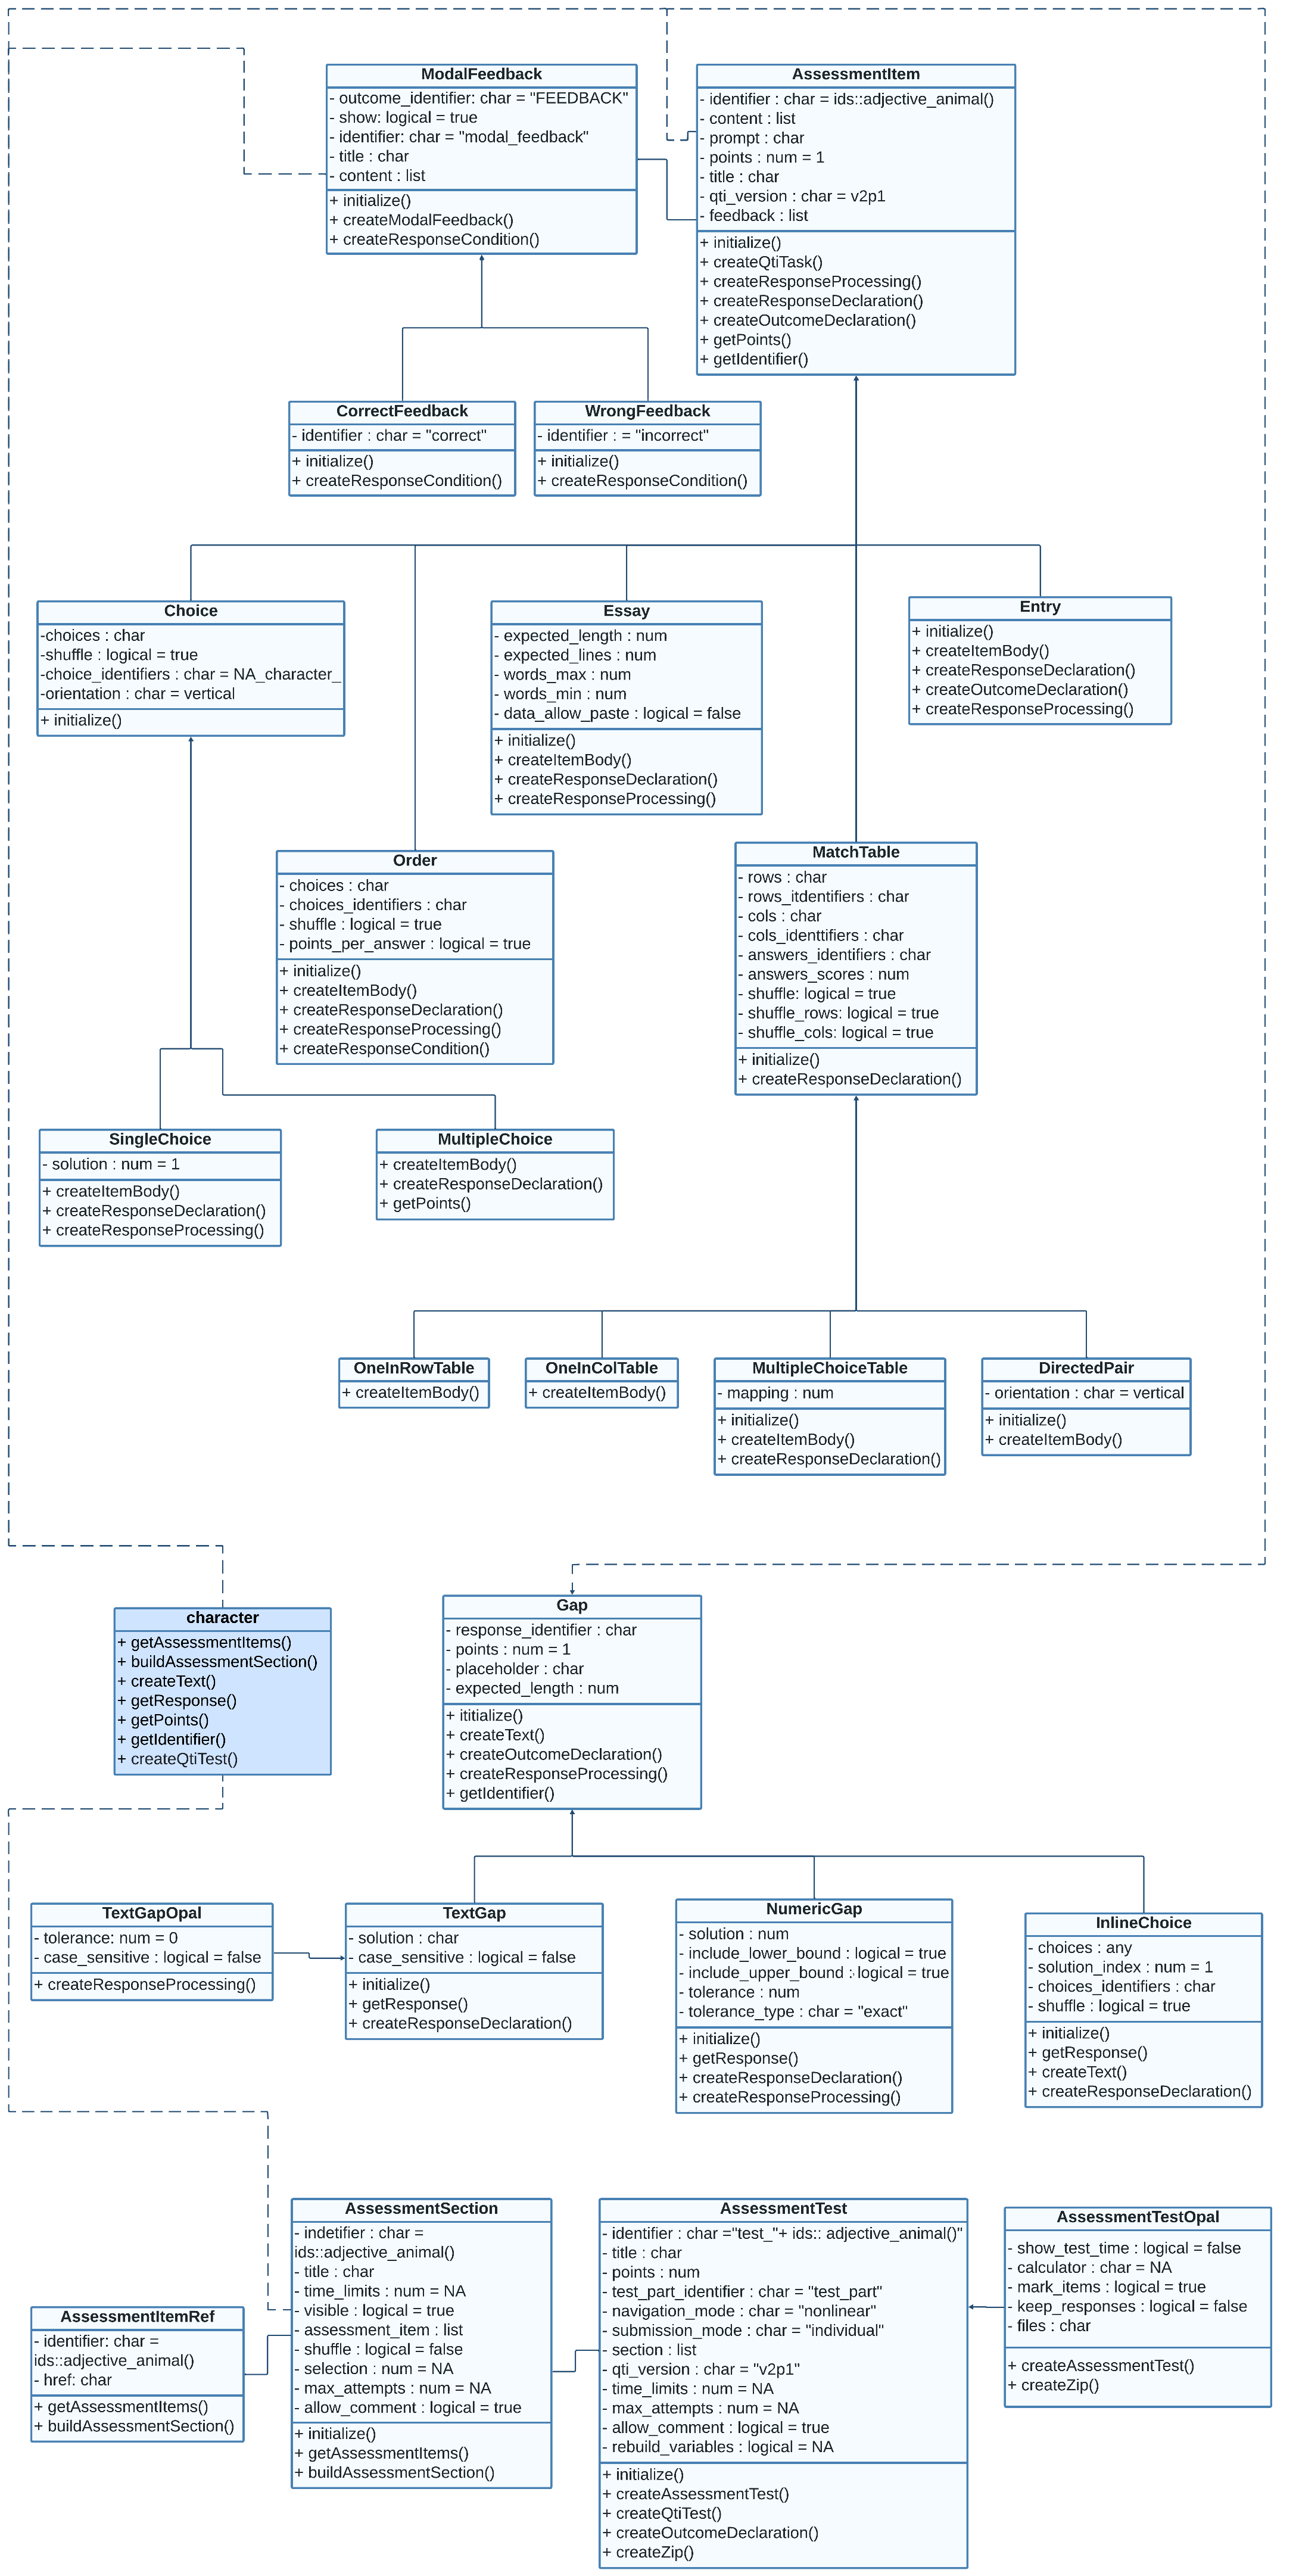 ModalFeedback
- outcome_identifier: char = "FEEDBACK"
- show: logical = true
- identifier: char = "modal_feedback"
- title : char
- content : list
+ initialize()
+ createModalFeedback()
+ createResponseCondition()
AssessmentItem
- identifier : char = ids::adjective_animal()
- content : list
- prompt : char
- points : num = 1
- title : char
- qti_version : char = v2p1
- feedback : list
+ initialize()
+ createQtiTask()
+ createResponseProcessing()
+ createResponseDeclaration()
+ createOutcomeDeclaration()
+ getPoints()
+ getIdentifier()
CorrectFeedback
- identifier : char = "correct"
+ initialize()
+ createResponseCondition()
WrongFeedback
- identifier : = "incorrect"
+ initialize()
+ createResponseCondition()
Choice
-choices : char
-shuffle : logical = true
-choice_identifiers : char = NA_character_
-orientation : char = vertical
+ initialize()
Essay
- expected_length : num
- expected_lines : num
- words_max : num
- words_min : num
- data_allow_paste : logical = false
+ initialize()
+ createItemBody()
+ createResponseDeclaration()
+ createResponseProcessing()
Entry
+ initialize()
+ createItemBody()
+ createResponseDeclaration()
+ createOutcomeDeclaration()
+ createResponseProcessing()
Order
- choices : char
- choices_identifiers : char
- shuffle : logical = true
- points_per_answer : logical = true
+ initialize()
+ createItemBody()
+ createResponseDeclaration()
+ createResponseProcessing()
+ createResponseCondition()
MatchTable
- rows : char
- rows_itdentifiers : char
- cols : char
- cols_identtifiers : char
- answers_identifiers : char
- answers_scores : num
- shuffle: logical = true
- shuffle_rows: logical = true
- shuffle_cols: logical = true
+ initialize()
+ createResponseDeclaration()
SingleChoice
- solution : num = 1
+ createItemBody()
+ createResponseDeclaration()
+ createResponseProcessing()
MultipleChoice
+ createItemBody()
+ createResponseDeclaration()
+ getPoints()
OneInRowTable
+ createItemBody()
OneInColTable
+ createItemBody()
MultipleChoiceTable
- mapping : num
+ initialize()
+ createItemBody()
+ createResponseDeclaration()
DirectedPair
- orientation : char = vertical
+ initialize()
+ createItemBody()
character
+ getAssessmentItems()
+ buildAssessmentSection()
+ createText()
+ getResponse()
+ getPoints()
+ getIdentifier()
+ createQtiTest()
Gap
- response_identifier : char
- points : num = 1
- placeholder : char
- expected_length : num
+ ititialize()
+ createText()
+ createOutcomeDeclaration()
+ createResponseProcessing()
+ getIdentifier()
TextGapOpal
- tolerance: num = 0
- case_sensitive : logical = false
+ createResponseProcessing()
TextGap
- solution : char
- case_sensitive : logical = false
+ initialize()
+ getResponse()
+ createResponseDeclaration()
NumericGap
- solution : num
- include_lower_bound : logical = true
- include_upper_bound : logical = true
- tolerance : num
- tolerance_type : char = "exact"
+ initialize()
+ getResponse()
+ createResponseDeclaration()
+ createResponseProcessing()
InlineChoice
- choices : any
- solution_index : num = 1
- choices_identifiers : char
- shuffle : logical = true
+ initialize()
+ getResponse()
+ createText()
+ createResponseDeclaration()
AssessmentItemRef
- identifier: char =
ids::adjective_animal()
- href: char
+ getAssessmentItems()
+ buildAssessmentSection()
AssessmentSection
- indetifier : char =
ids::adjective_animal()
- title : char
- time_limits : num = NA
- visible : logical = true
- assessment_item : list
- shuffle : logical = false
- selection : num = NA
- max_attempts : num = NA
- allow_comment : logical = true
+ initialize()
+ getAssessmentItems()
+ buildAssessmentSection()
AssessmentTest
- identifier : char ="test_"+ ids:: adjective_animal()"
- title : char
- points : num
- test_part_identifier : char = "test_part"
- navigation_mode : char = "nonlinear"
- submission_mode : char = "individual"
- section : list
- qti_version : char = "v2p1"
- time_limits : num = NA
- max_attempts : num = NA
- allow_comment : logical = true
- rebuild_variables : logical = NA
+ initialize()
+ createAssessmentTest()
+ createQtiTest()
+ createOutcomeDeclaration()
+ createZip()
AssessmentTestOpal
- show_test_time : logical = false
- calculator : char = NA
- mark_items : logical = true
- keep_responses : logical = false
- files : char
+ createAssessmentTest()
+ createZip()